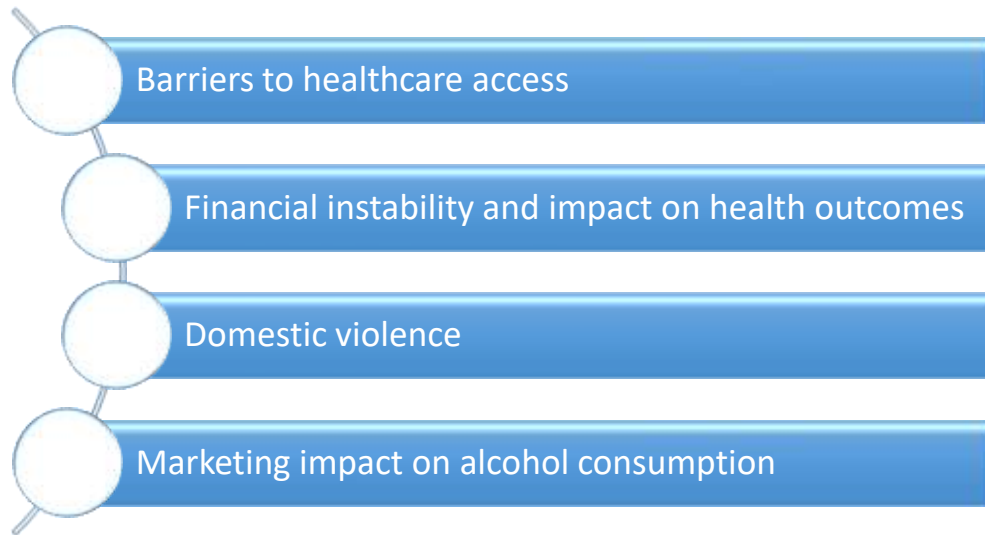 Barriers to healthcare access
Financial instability and impact on health outcomes
Domestic violence
Marketing impact on alcohol consumption